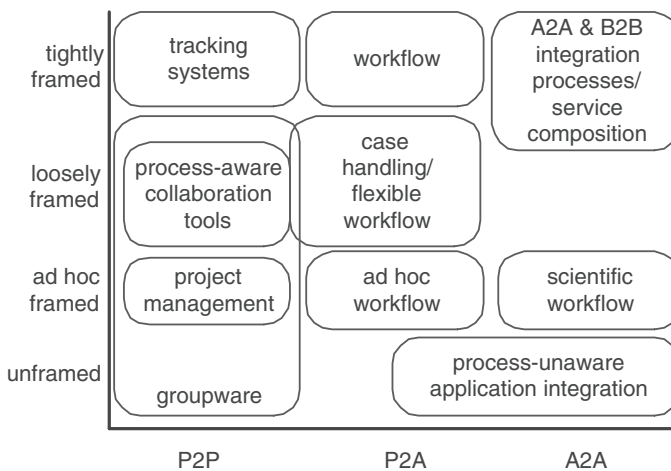 tightly
framed
tracking
systems
workflow
A2A & B2B
integration
processes/
service
composition
loosely
framed
process-aware
collaboration
tools
case
handling/
flexible
workflow
ad hoc
framed
project
management
ad hoc
workflow
scientific
workflow
unframed
groupware
process-unaware
application integration
P2P
P2A
A2A